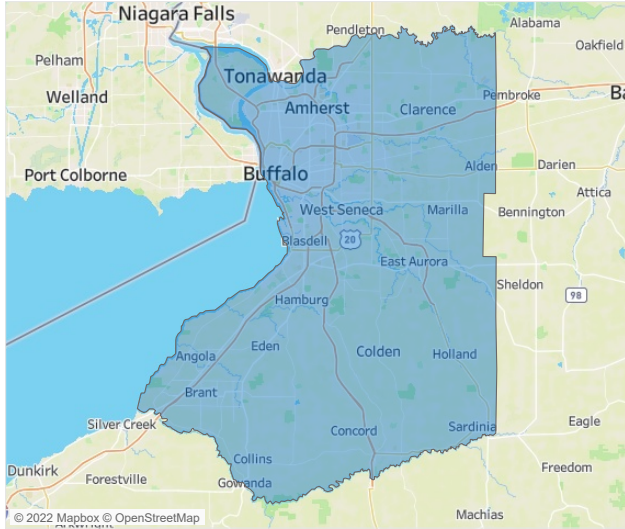 Niagara Falls
Pendleton
Alabama
Oakfield
Pelham
Tonawanda
Welland
Amherst
Clarence
Pembroke
Ba
Port Colborne
Buffalo
Alden
Darien
Attica
West Seneca
Marilla
Bennington
Blasdell
20
East Aurora
Sheldon
98
Hamburg
Angola
Eden
Colden
Holland
Brant
Silver Creek
Concord
Sardinia
Eagle
Collins
Dunkirk
Forestville
Gowanda
Freedom
Machias
© 2022 Mapbox © OpenStreetMap